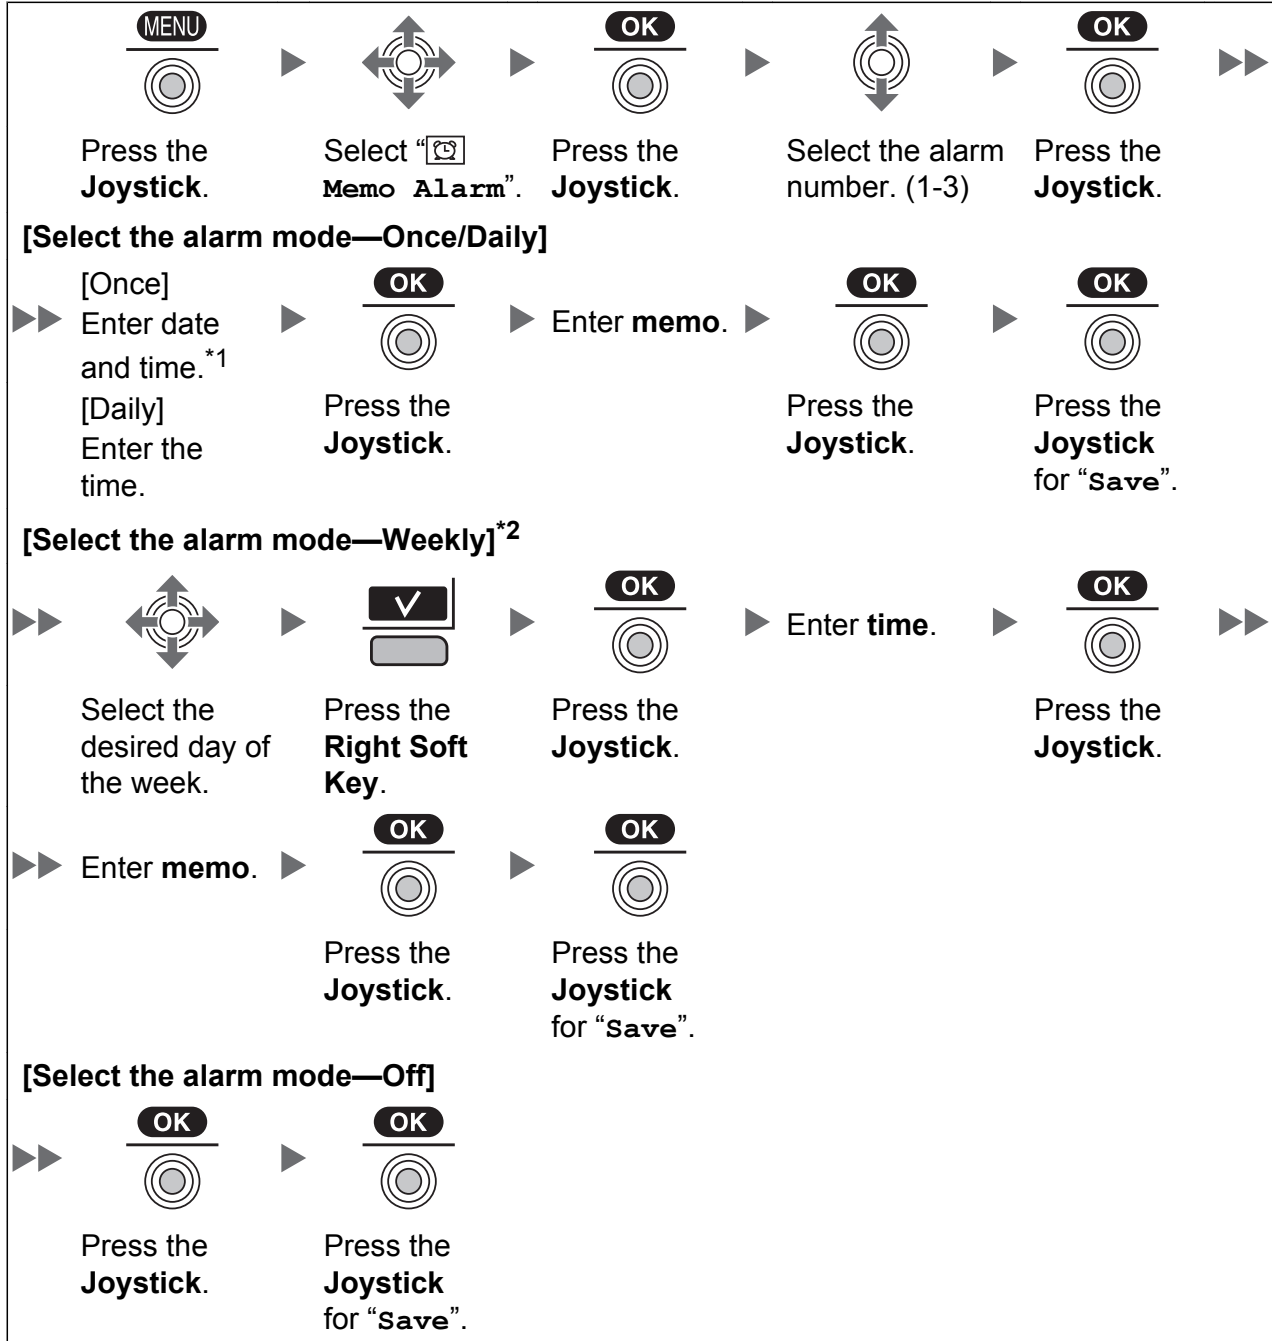 MENU
OK
OK
Press the
Joystick.
Select “
Memo Alarm”.
Press the
Joystick.
Select the alarm
number. (1-3)
Press the
Joystick.
[Select the alarm mode—Once/Daily]
[Once]
Enter date
and time.*1
[Daily]
Enter the
time.
OK
Press the
Joystick.
Enter memo.
OK
Press the
Joystick.
OK
Press the
Joystick
for “Save”.
[Select the alarm mode—Weekly]*2
Select the
desired day of
the week.
Press the
Right Soft
Key.
OK
Press the
Joystick.
Enter time.
OK
Press the
Joystick.
Enter memo.
OK
Press the
Joystick.
OK
Press the
Joystick
for “Save”.
[Select the alarm mode—Off]
OK
Press the
Joystick.
OK
Press the
Joystick
for “Save”.